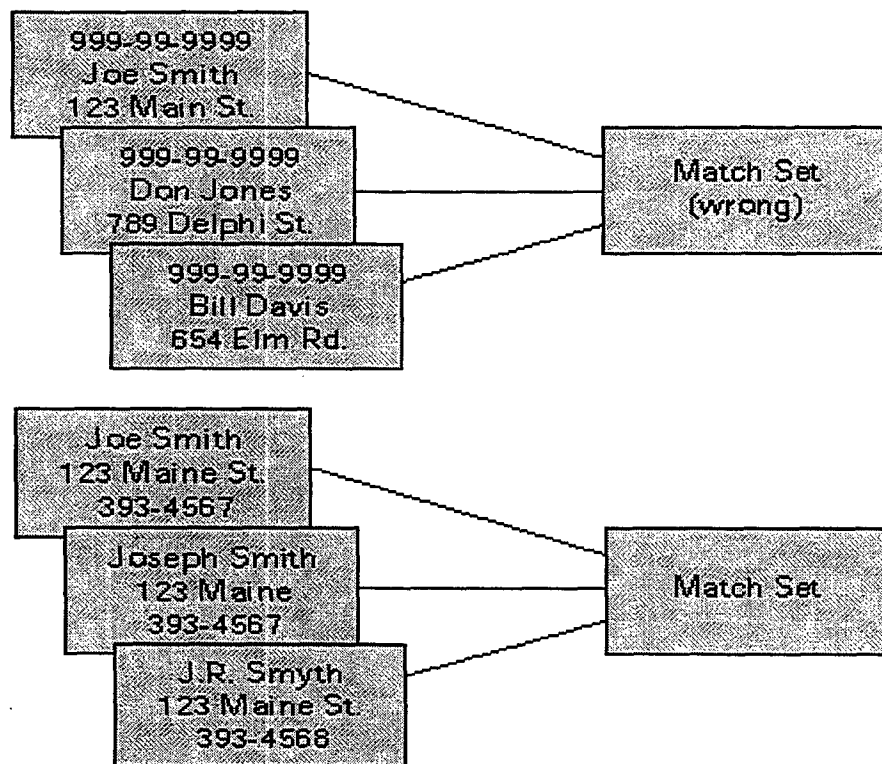 999-99-9999
Joe Smith
123 Main St.
999-99-9999
Don Jones
789 Delphi St.
999-99-9999
Bill Davis
654 Elm Rd.
Match Set
(wrong)
Joe Smith
123 Maine St.
393-4567
Joseph Smith
123 Maine
393-4567
J.R. Smyth
123 Maine St.
393-4568
Match Set